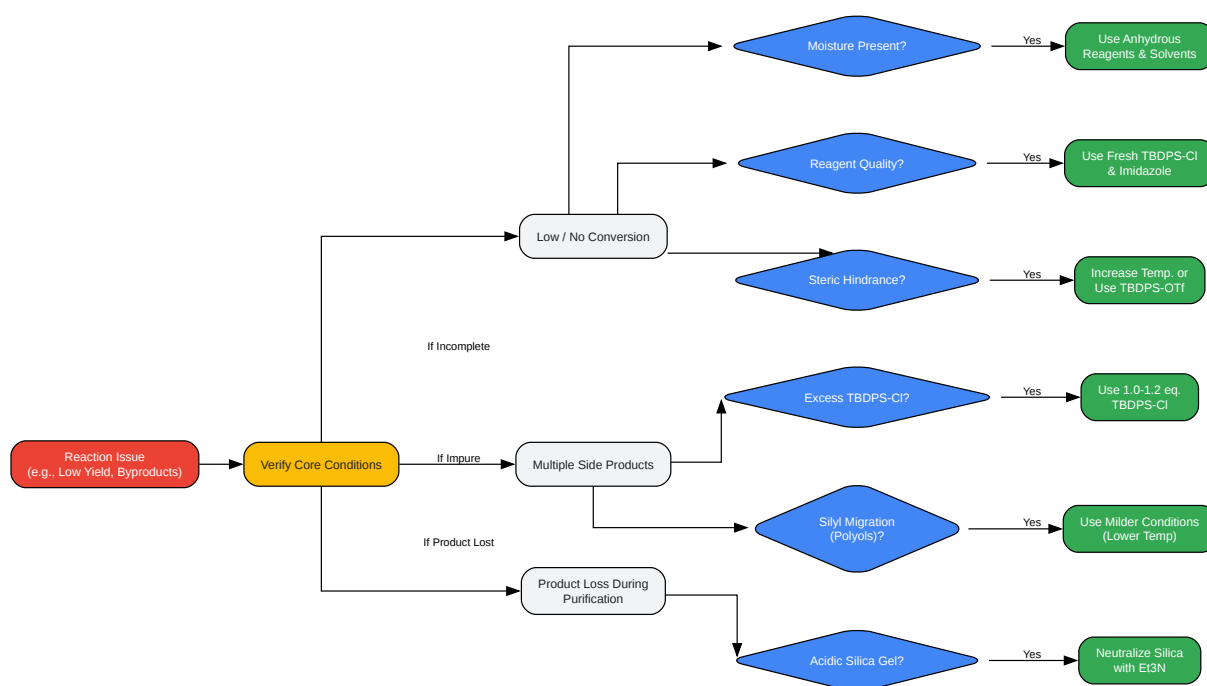 Moisture Present?
Yes
Use Anhydrous
Reagents & Solvents
Reagent Quality?
Yes
Use Fresh TBDPS-Cl
& Imidazole
Low / No Conversion
Steric Hindrance?
Yes
Increase Temp. or
Use TBDPS-OTf
If Incomplete
Excess TBDPS-Cl?
Yes
Use 1.0-1.2 eq.
TBDPS-Cl
Reaction Issue
(e.g., Low Yield, Byproducts)
Verify Core Conditions
If Impure
Multiple Side Products
Silyl Migration
(Polyols)?
Yes
Use Milder Conditions
(Lower Temp)
If Product Lost
Product Loss During
Purification
Acidic Silica Gel?
Yes
Neutralize Silica
with Et3N